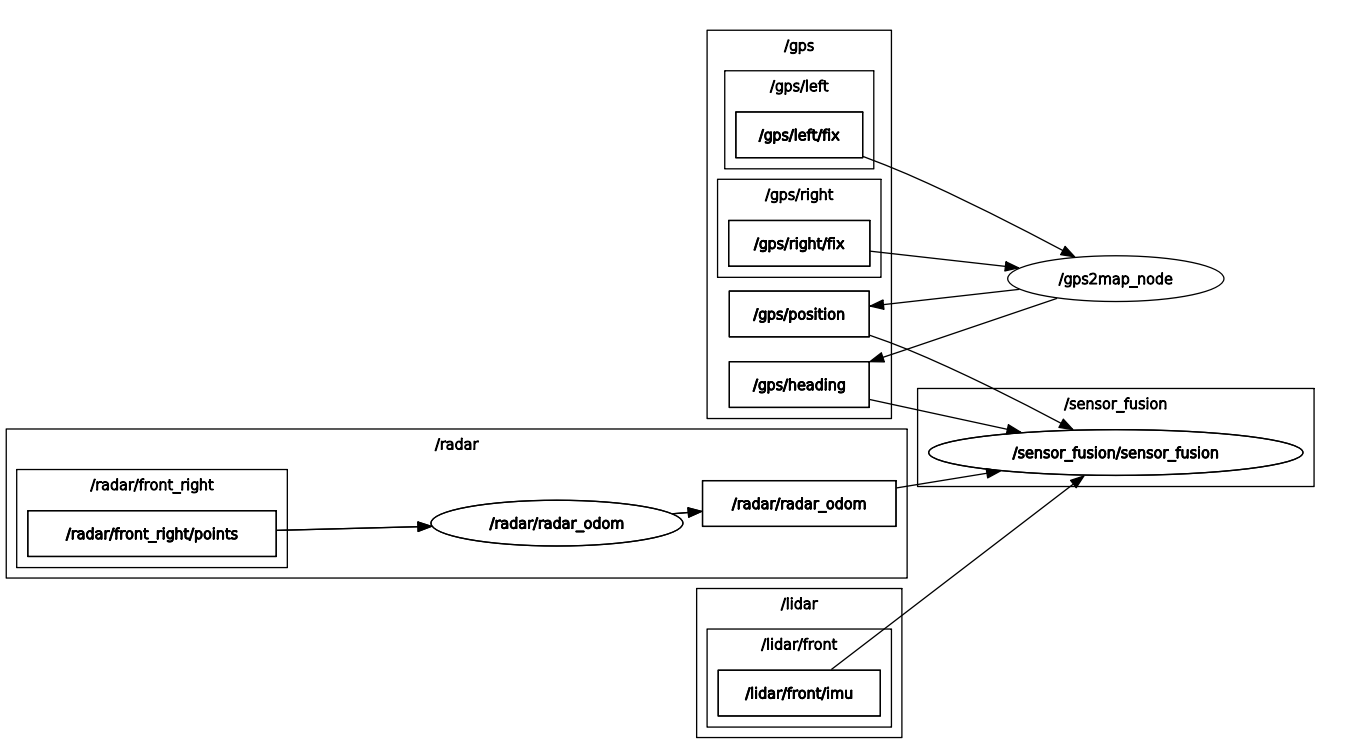 /gps
/gps/left
/gps/left/fix
/gps/right
/gps/right/fix
/gps2map_node
/gps/position
/gps/heading
/sensor_fusion
/sensor_fusion/sensor_fusion
/radar
/radar/front_right
/radar/front_right/points
/radar/radar_odom
/radar/radar_odom
/lidar
/lidar/front
/lidar/front/imu